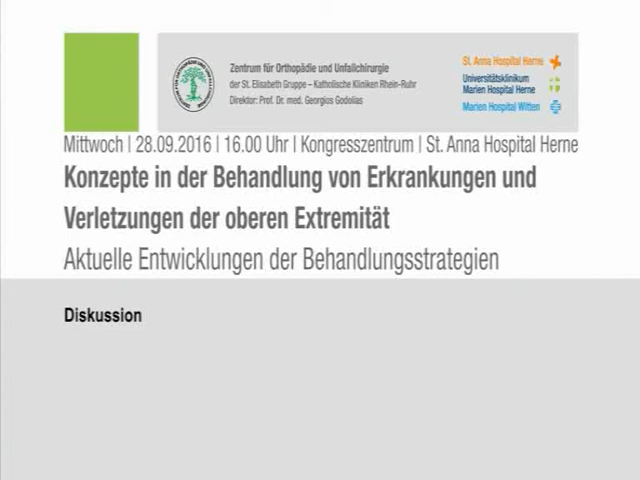 Zentrum für Orthopädie und Unfallchirurgie
der St. Elisabeth Gruppe – Katholische Kliniken Rhein-Ruhr
Direktor: Prof. Dr. med. Georgios Godolias
St. Anna Hospital Herne
Universitätsklinikum
Marien Hospital Herne
Marien Hospital Witten
Mittwoch | 28.09.2016 | 16.00 Uhr | Kongresszentrum | St. Anna Hospital Herne
Konzepte in der Behandlung von Erkrankungen und
Verletzungen der oberen Extremität
Aktuelle Entwicklungen der Behandlungsstrategien
Diskussion